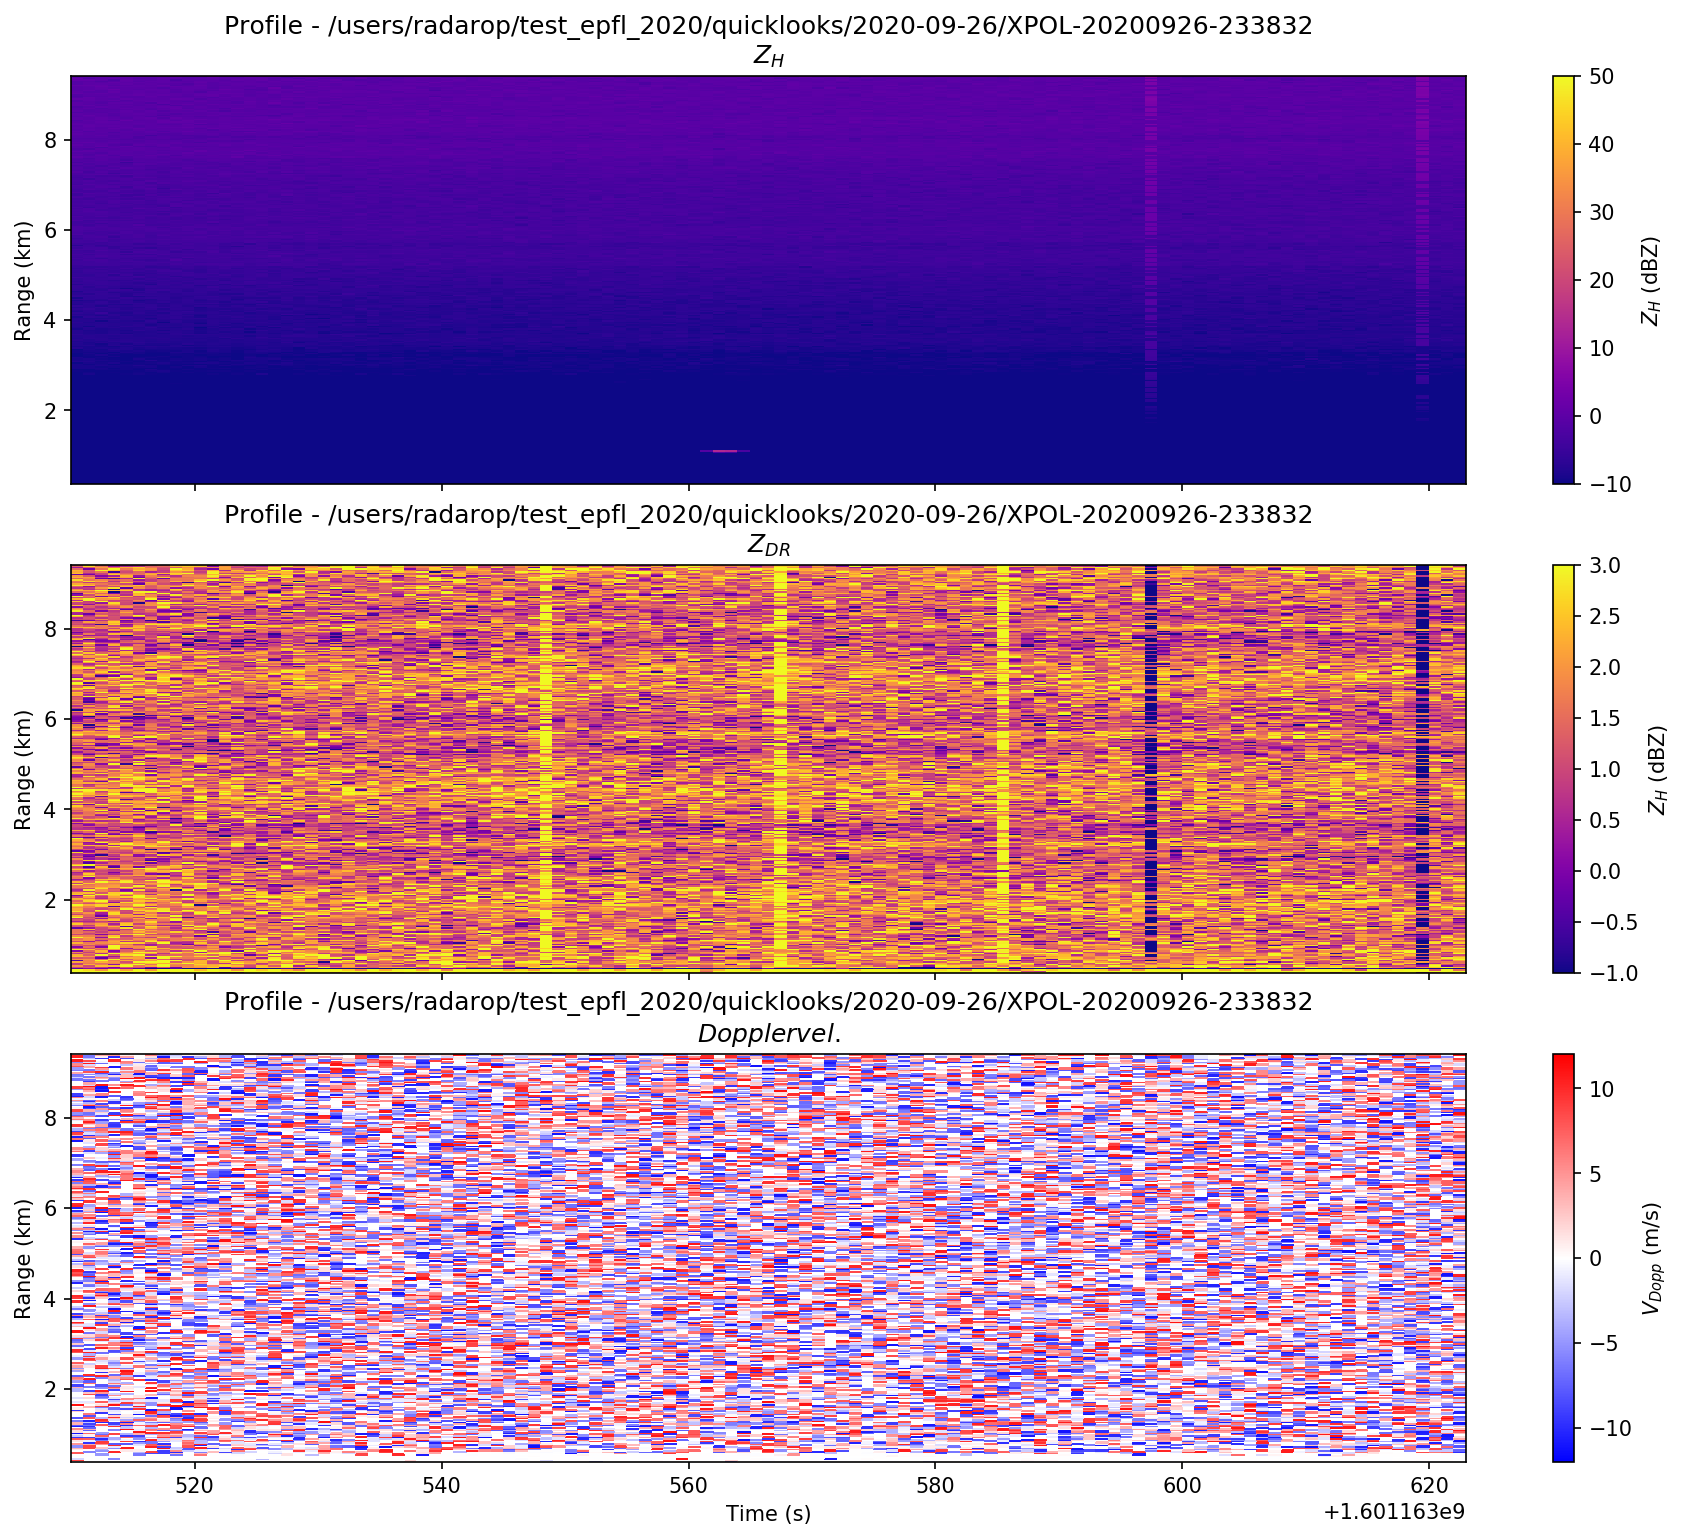 Profile - /users/radarop/test_epfl_2020/quicklooks/2020-09-26/XPOL-20200926-233832
Z_H
8
6
4
2
Range (km)
50
40
30
20
10
0
−10
Z_H (dBZ)
Profile - /users/radarop/test_epfl_2020/quicklooks/2020-09-26/XPOL-20200926-233832
Z_DR
8
6
4
2
Range (km)
3.0
2.5
2.0
1.5
1.0
0.5
0.0
−0.5
−1.0
Z_H (dBZ)
Profile - /users/radarop/test_epfl_2020/quicklooks/2020-09-26/XPOL-20200926-233832
Dopplervel.
8
6
4
2
Range (km)
10
5
0
−5
−10
V_Dopp (m/s)
520 540 560 580 600 620
Time (s)
+1.601163e9